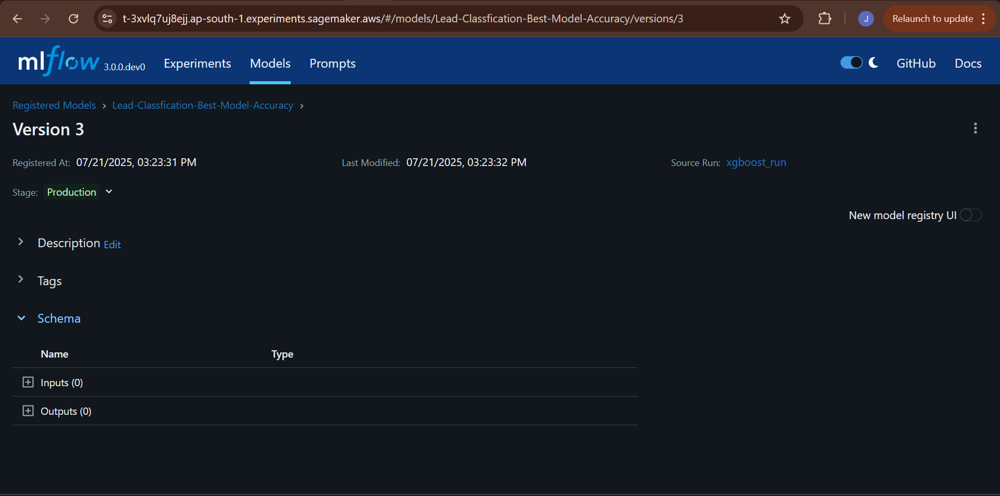 t-3xvlq7uj8ejj.ap-south-1.experiments.sagemaker.aws/#/models/Lead-Classfication-Best-Model-Accuracy/versions/3
J
Relaunch to update
mlflow 3.0.0.dev0 Experiments Models Prompts GitHub Docs
Registered Models › Lead-Classfication-Best-Model-Accuracy ›
Version 3
Registered At: 07/21/2025, 03:23:31 PM Last Modified: 07/21/2025, 03:23:32 PM Source Run: xgboost_run
Stage: Production
New model registry UI
Description Edit
Tags
Schema
Name Type
Inputs (0)
Outputs (0)